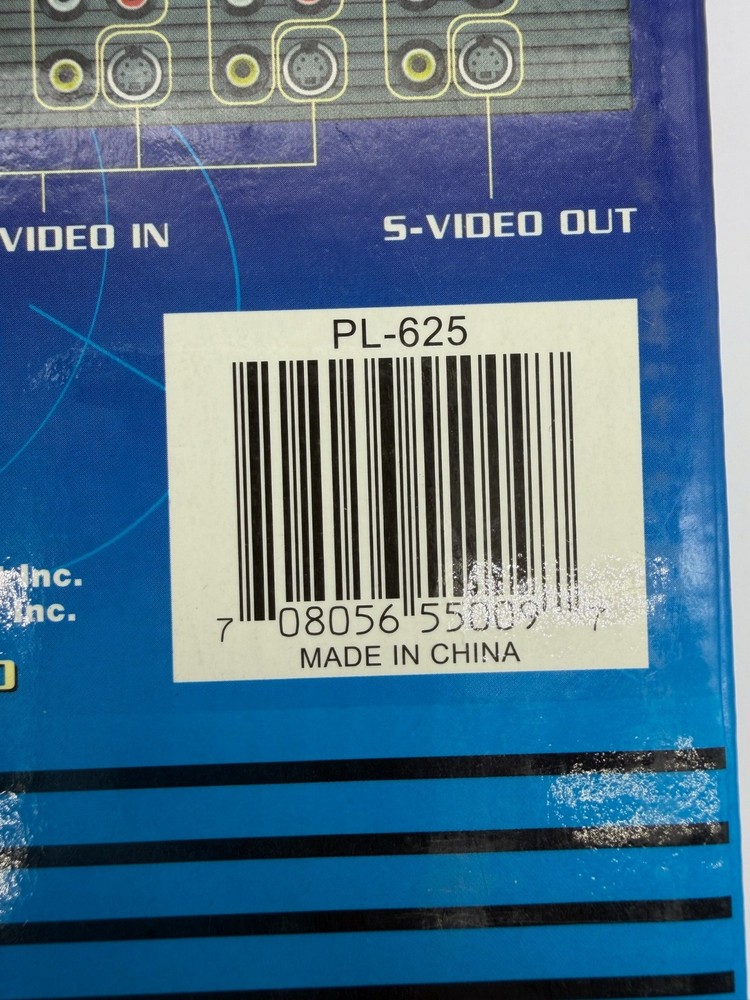 VIDEO IN
S-VIDEO OUT
PL-625
7 08056 55009 7
MADE IN CHINA
Inc.
Inc.